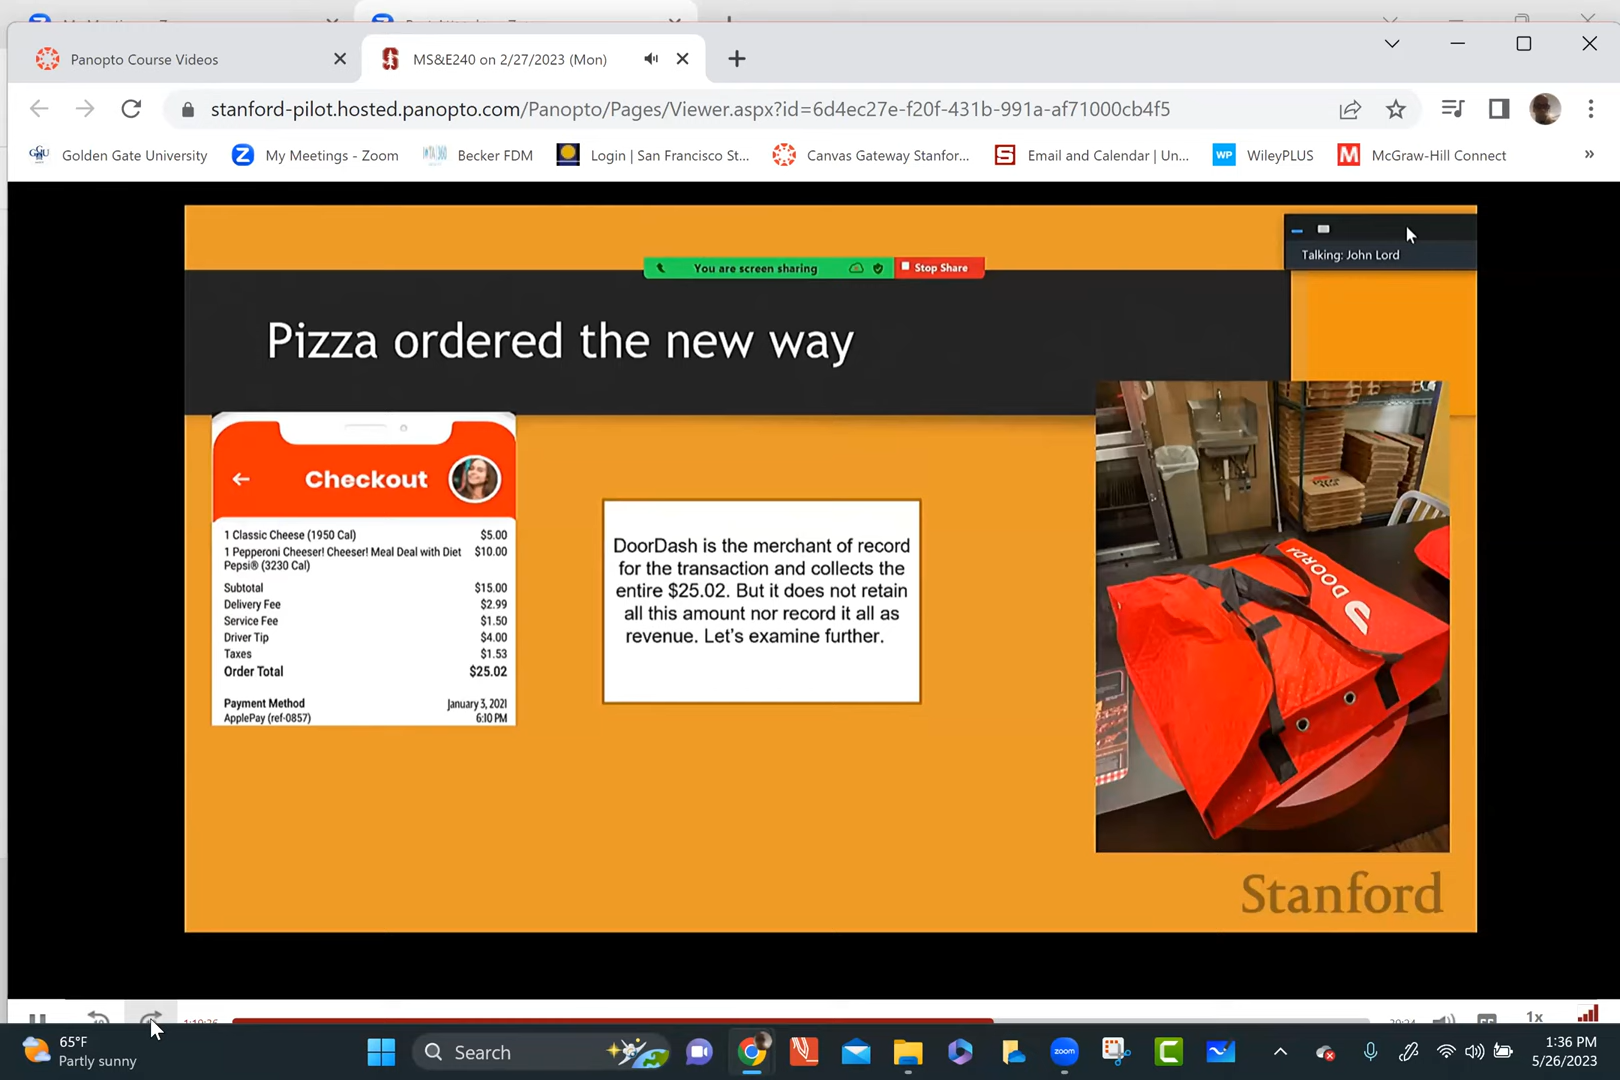 Panopto Course Videos
MS&E240 on 2/27/2023 (Mon)
stanford-pilot.hosted.panopto.com/Panopto/Pages/Viewer.aspx?id=6d4ec27e-f20f-431b-991a-af71000cb4f5
Golden Gate University
My Meetings - Zoom
Becker FDM
Login | San Francisco St...
Canvas Gateway Stanfor...
Email and Calendar | Un...
WP WileyPLUS
M McGraw-Hill Connect
Talking: John Lord
You are screen sharing
Stop Share
Pizza ordered the new way
Checkout
1 Classic Cheese (1950 Cal) $5.00
1 Pepperoni Cheeser! Cheeser! Meal Deal with Diet $10.00
Pepsi® (3230 Cal)
Subtotal $15.00
Delivery Fee $2.99
Service Fee $1.50
Driver Tip $4.00
Taxes $1.53
Order Total $25.02
Payment Method January 3, 2021
ApplePay (ref-0857) 6:10 PM
DoorDash is the merchant of record
for the transaction and collects the
entire $25.02. But it does not retain
all this amount nor record it all as
revenue. Let's examine further.
Stanford
1x
65°F
Partly sunny
Search
zoom
1:36 PM
5/26/2023